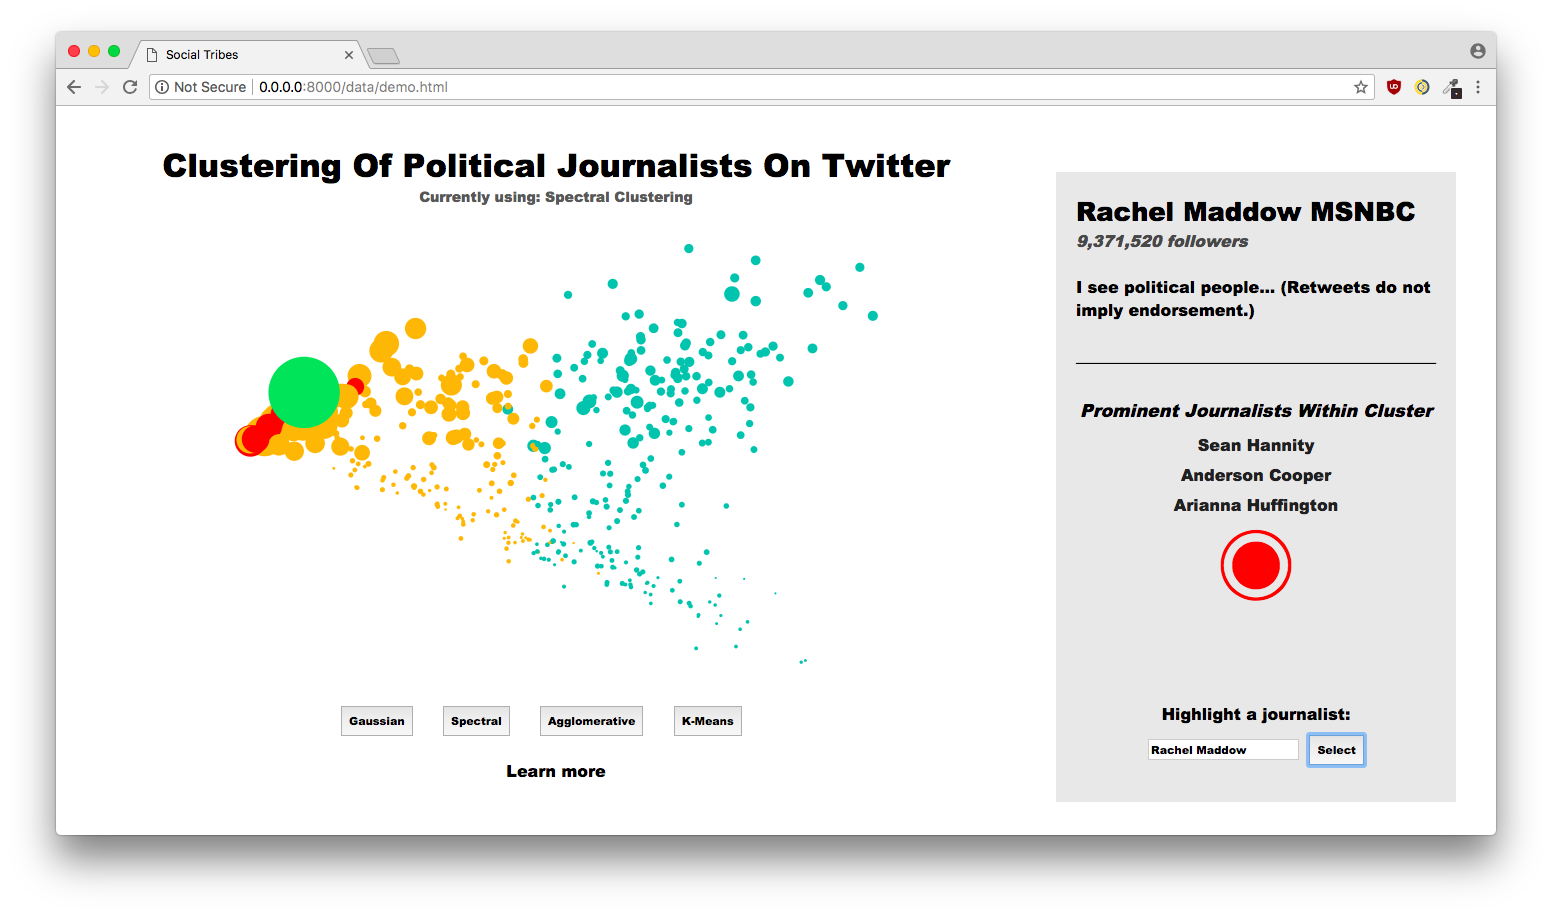 Social Tribes
Not Secure
0.0.0.0:8000/data/demo.html
Clustering Of Political Journalists On Twitter
Currently using: Spectral Clustering
Rachel Maddow MSNBC
9,371,520 followers
I see political people... (Retweets do not
imply endorsement.)
Prominent Journalists Within Cluster
Sean Hannity
Anderson Cooper
Arianna Huffington
Gaussian
Spectral
Agglomerative
K-Means
Learn more
Highlight a journalist:
Rachel Maddow
Select